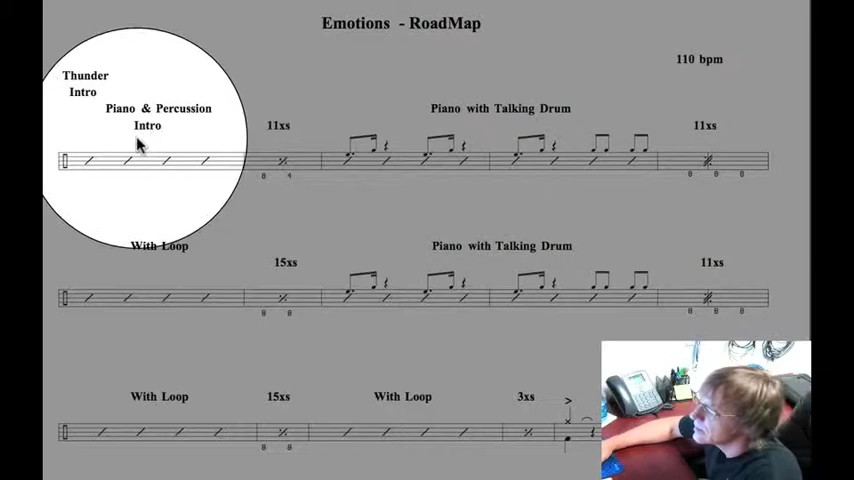 Emotions - RoadMap
110 bpm
Thunder
Intro
Piano & Percussion
Intro
11xs
Piano with Talking Drum
11xs
With Loop
15xs
Piano with Talking Drum
11xs
With Loop
15xs
With Loop
3xs